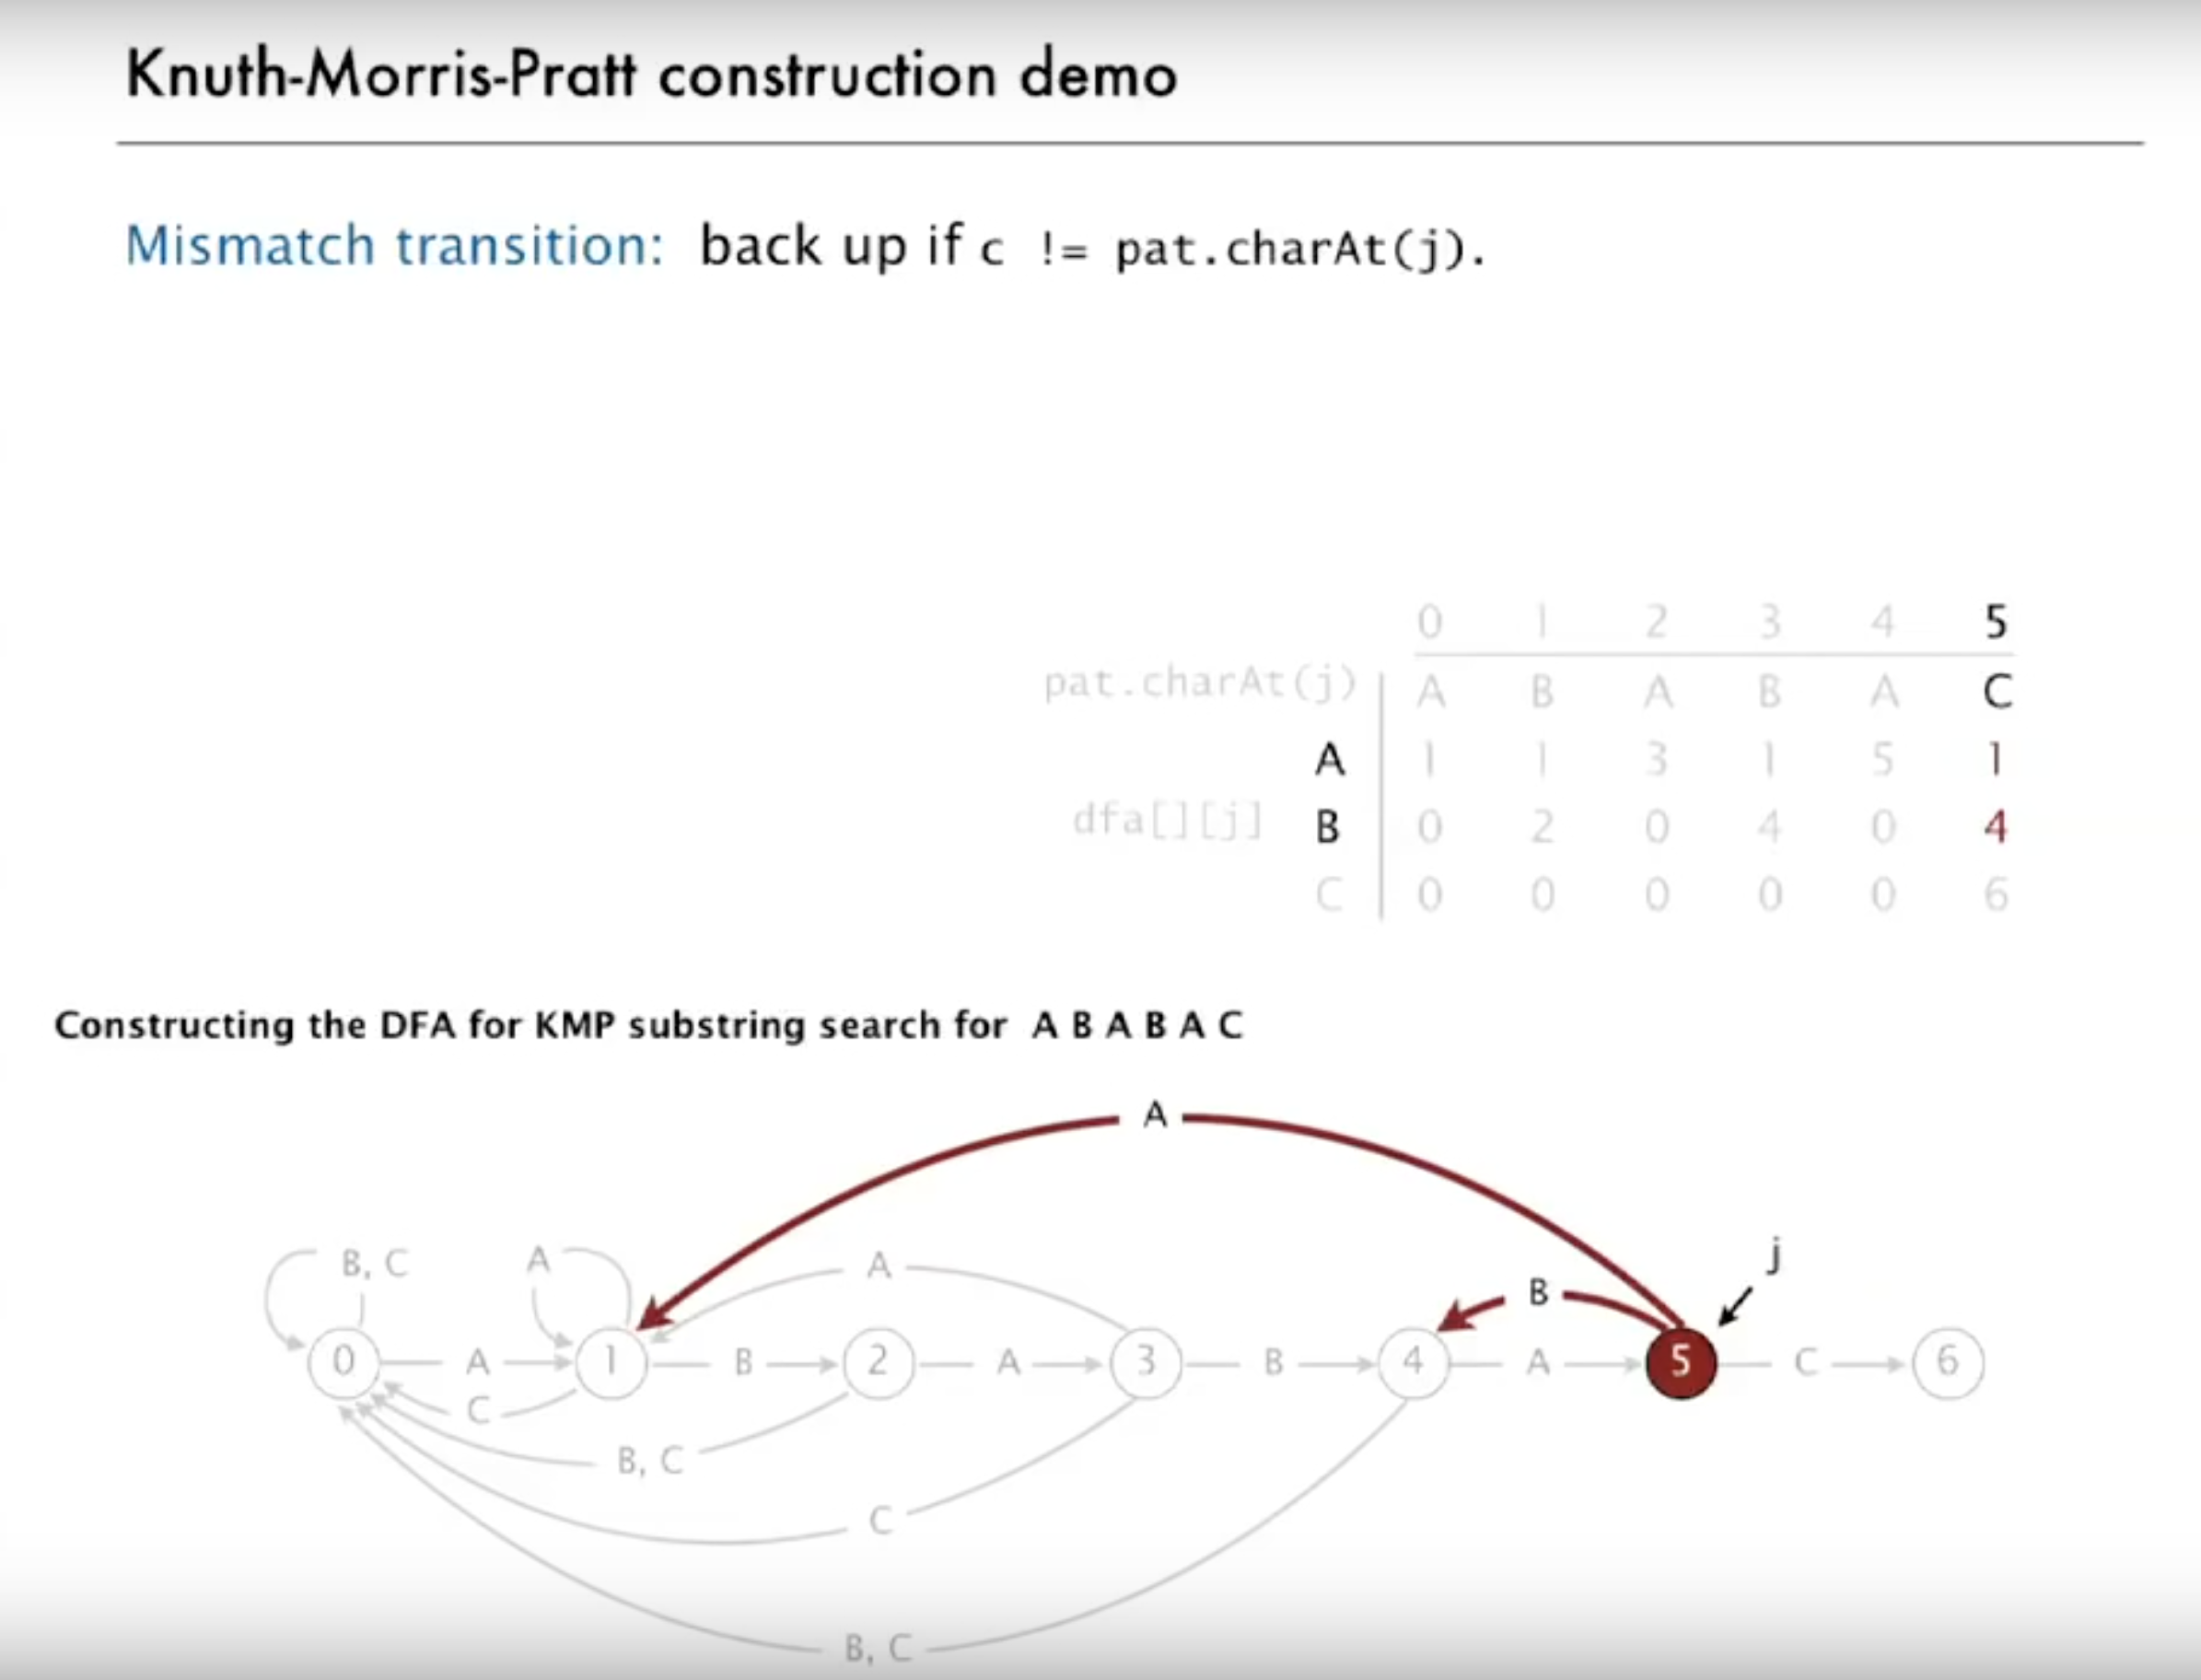 Knuth-Morris-Pratt construction demo
Mismatch transition: back up if c != pat.charAt(j).
0 1 2 3 4 5
pat.charAt(j) A B A B A C
A 1 1 3 1 5 1
dfa[][j] B 0 2 0 4 0 4
C 0 0 0 0 0 6
Constructing the DFA for KMP substring search for A B A B A C
A
B, C A A B j
0 A 1 B 2 A 3 B 4 A 5 C 6
C
B, C
C
B, C